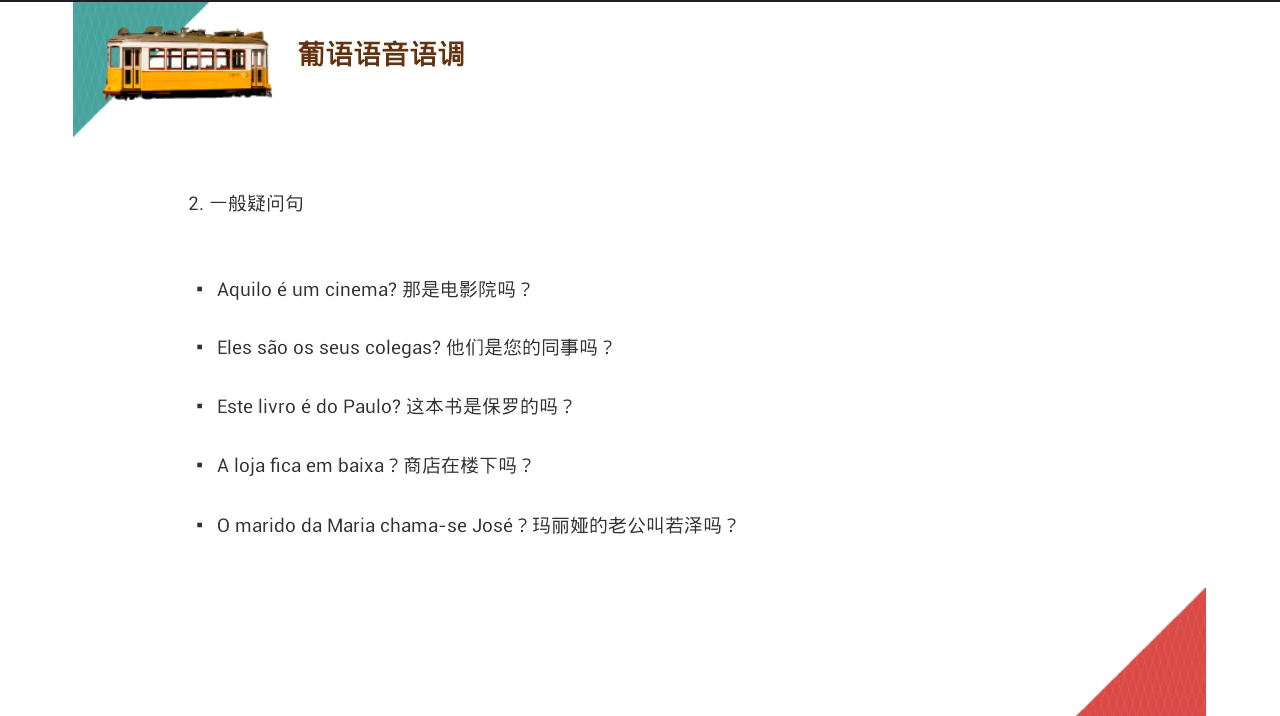 葡语语音语调
2. 一般疑问句
▪ Aquilo é um cinema? 那是电影院吗？
▪ Eles são os seus colegas? 他们是您的同事吗？
▪ Este livro é do Paulo? 这本书是保罗的吗？
▪ A loja fica em baixa？商店在楼下吗？
▪ O marido da Maria chama-se José？玛丽娅的老公叫若泽吗？